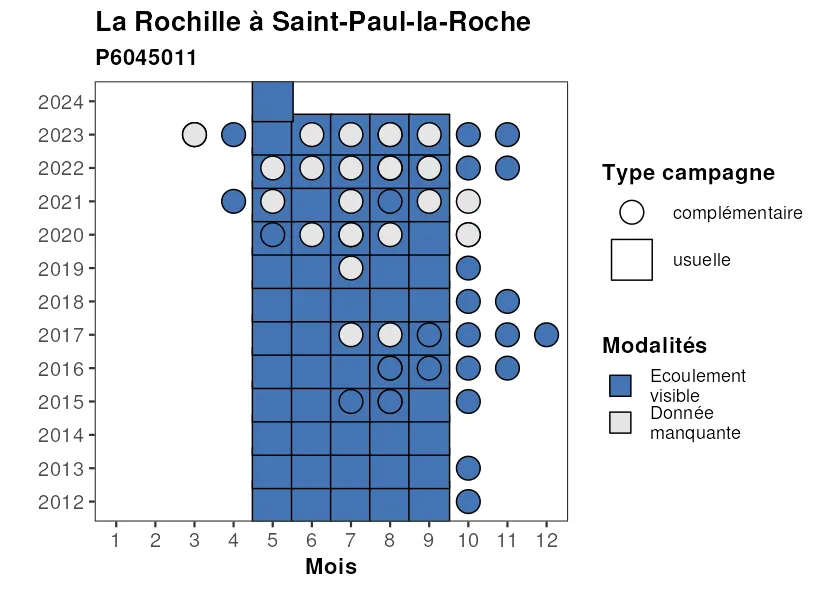 La Rochille à Saint-Paul-la-Roche
P6045011
2024
2023
2022
2021
2020
2019
2018
2017
2016
2015
2014
2013
2012
1 2 3 4 5 6 7 8 9 10 11 12
Mois
Type campagne
complémentaire
usuelle
Modalités
Ecoulement
visible
Donnée
manquante